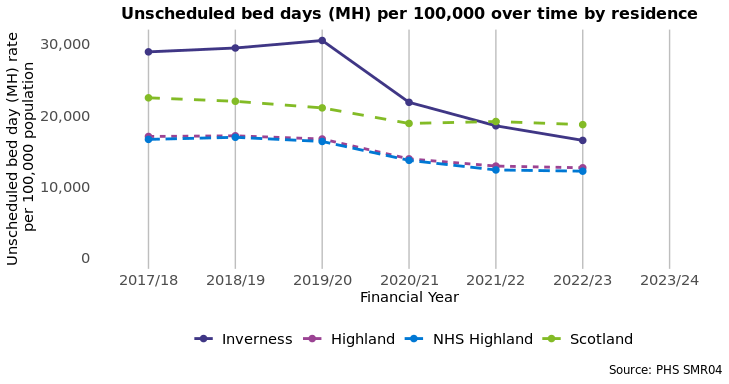 Unscheduled bed days (MH) per 100,000 over time by residence
Unscheduled bed day (MH) rate
per 100,000 population
30,000
20,000
10,000
0
2017/18 2018/19 2019/20 2020/21 2021/22 2022/23 2023/24
Financial Year
Inverness Highland NHS Highland Scotland
Source: PHS SMR04